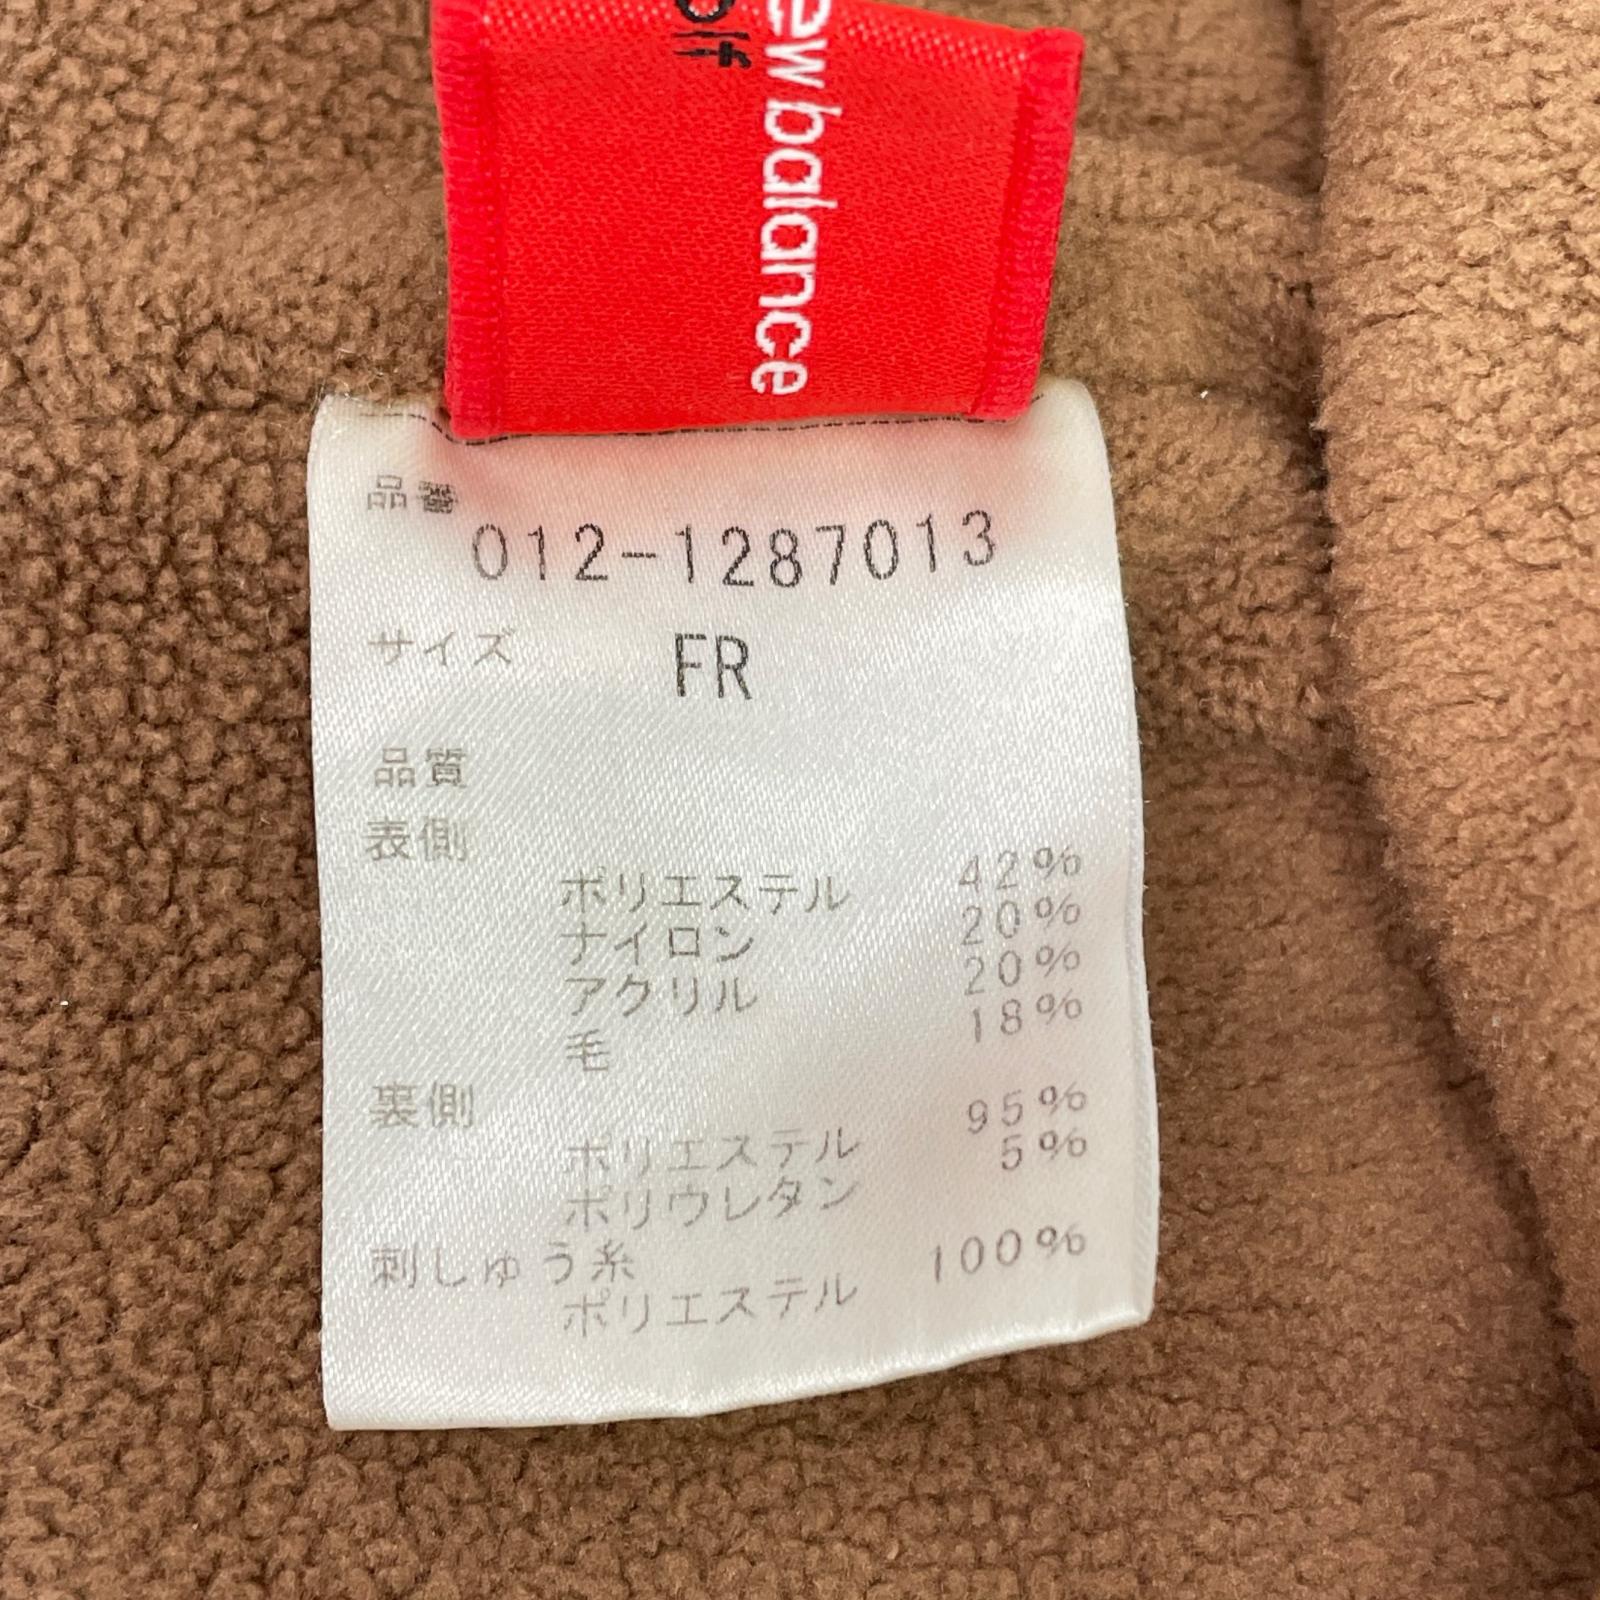 ew balance
olf
品番
012-1287013
サイズ FR
品質
表側
ポリエステル 42%
ナイロン 20%
アクリル 20%
毛 18%
裏側
ポリエステル 95%
ポリウレタン 5%
刺しゅう糸
ポリエステル 100%